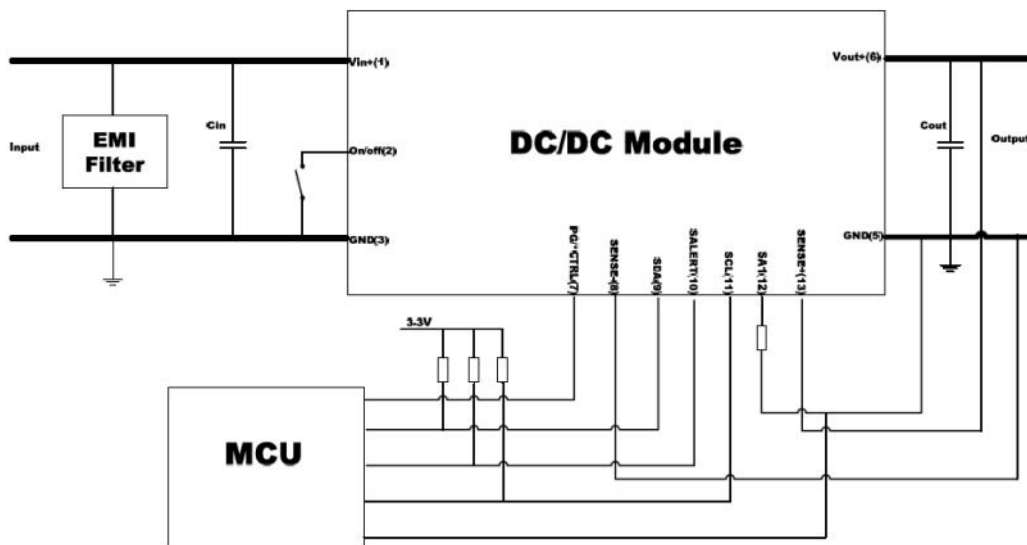 Vin+(1)
Vout+(6)
Input
EMI
Filter
Cin
On/off(2)
DC/DC Module
Cout
Output
GND(3)
GND(5)
PG/*CTRL(7)
SENSE-(8)
SDA(9)
SALERT(10)
SCL(11)
SA1(12)
SENSE+(13)
3-3V
MCU